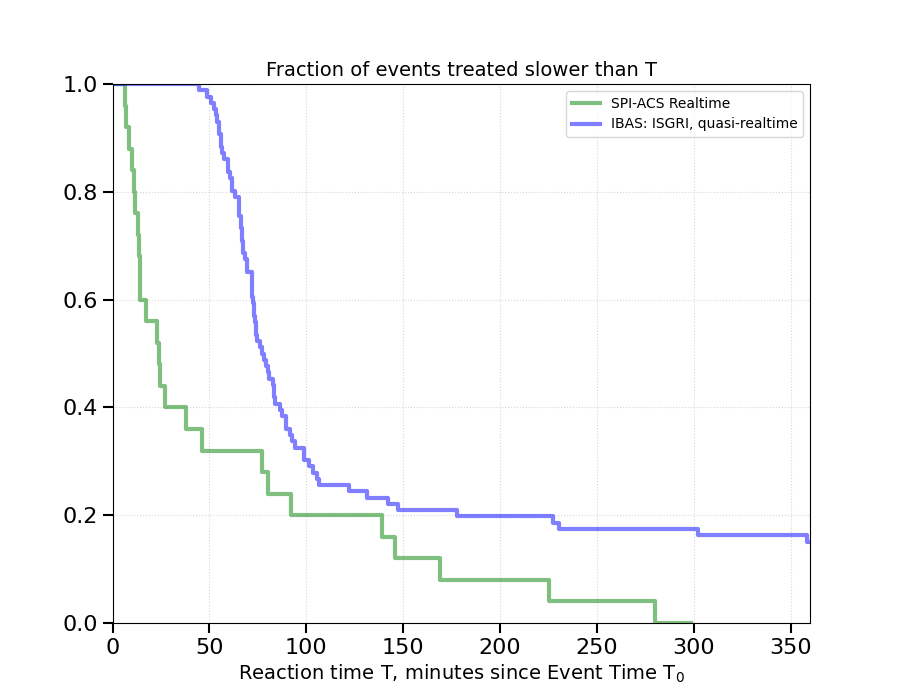 Fraction of events treated slower than T
SPI-ACS Realtime
IBAS: ISGRI, quasi-realtime
1.0
0.8
0.6
0.4
0.2
0.0
0 50 100 150 200 250 300 350
Reaction time T, minutes since Event Time T₀